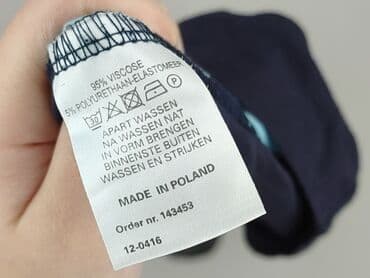 95% VISCOSE
5% POLYURETHAAN-ELASTOMEER
P
APART WASSEN
NA WASSEN NAT
IN VORM BRENGEN
BINNENSTE BUITEN
WASSEN EN STRIJKEN
MADE IN POLAND
Order nr. 143453
12-0416